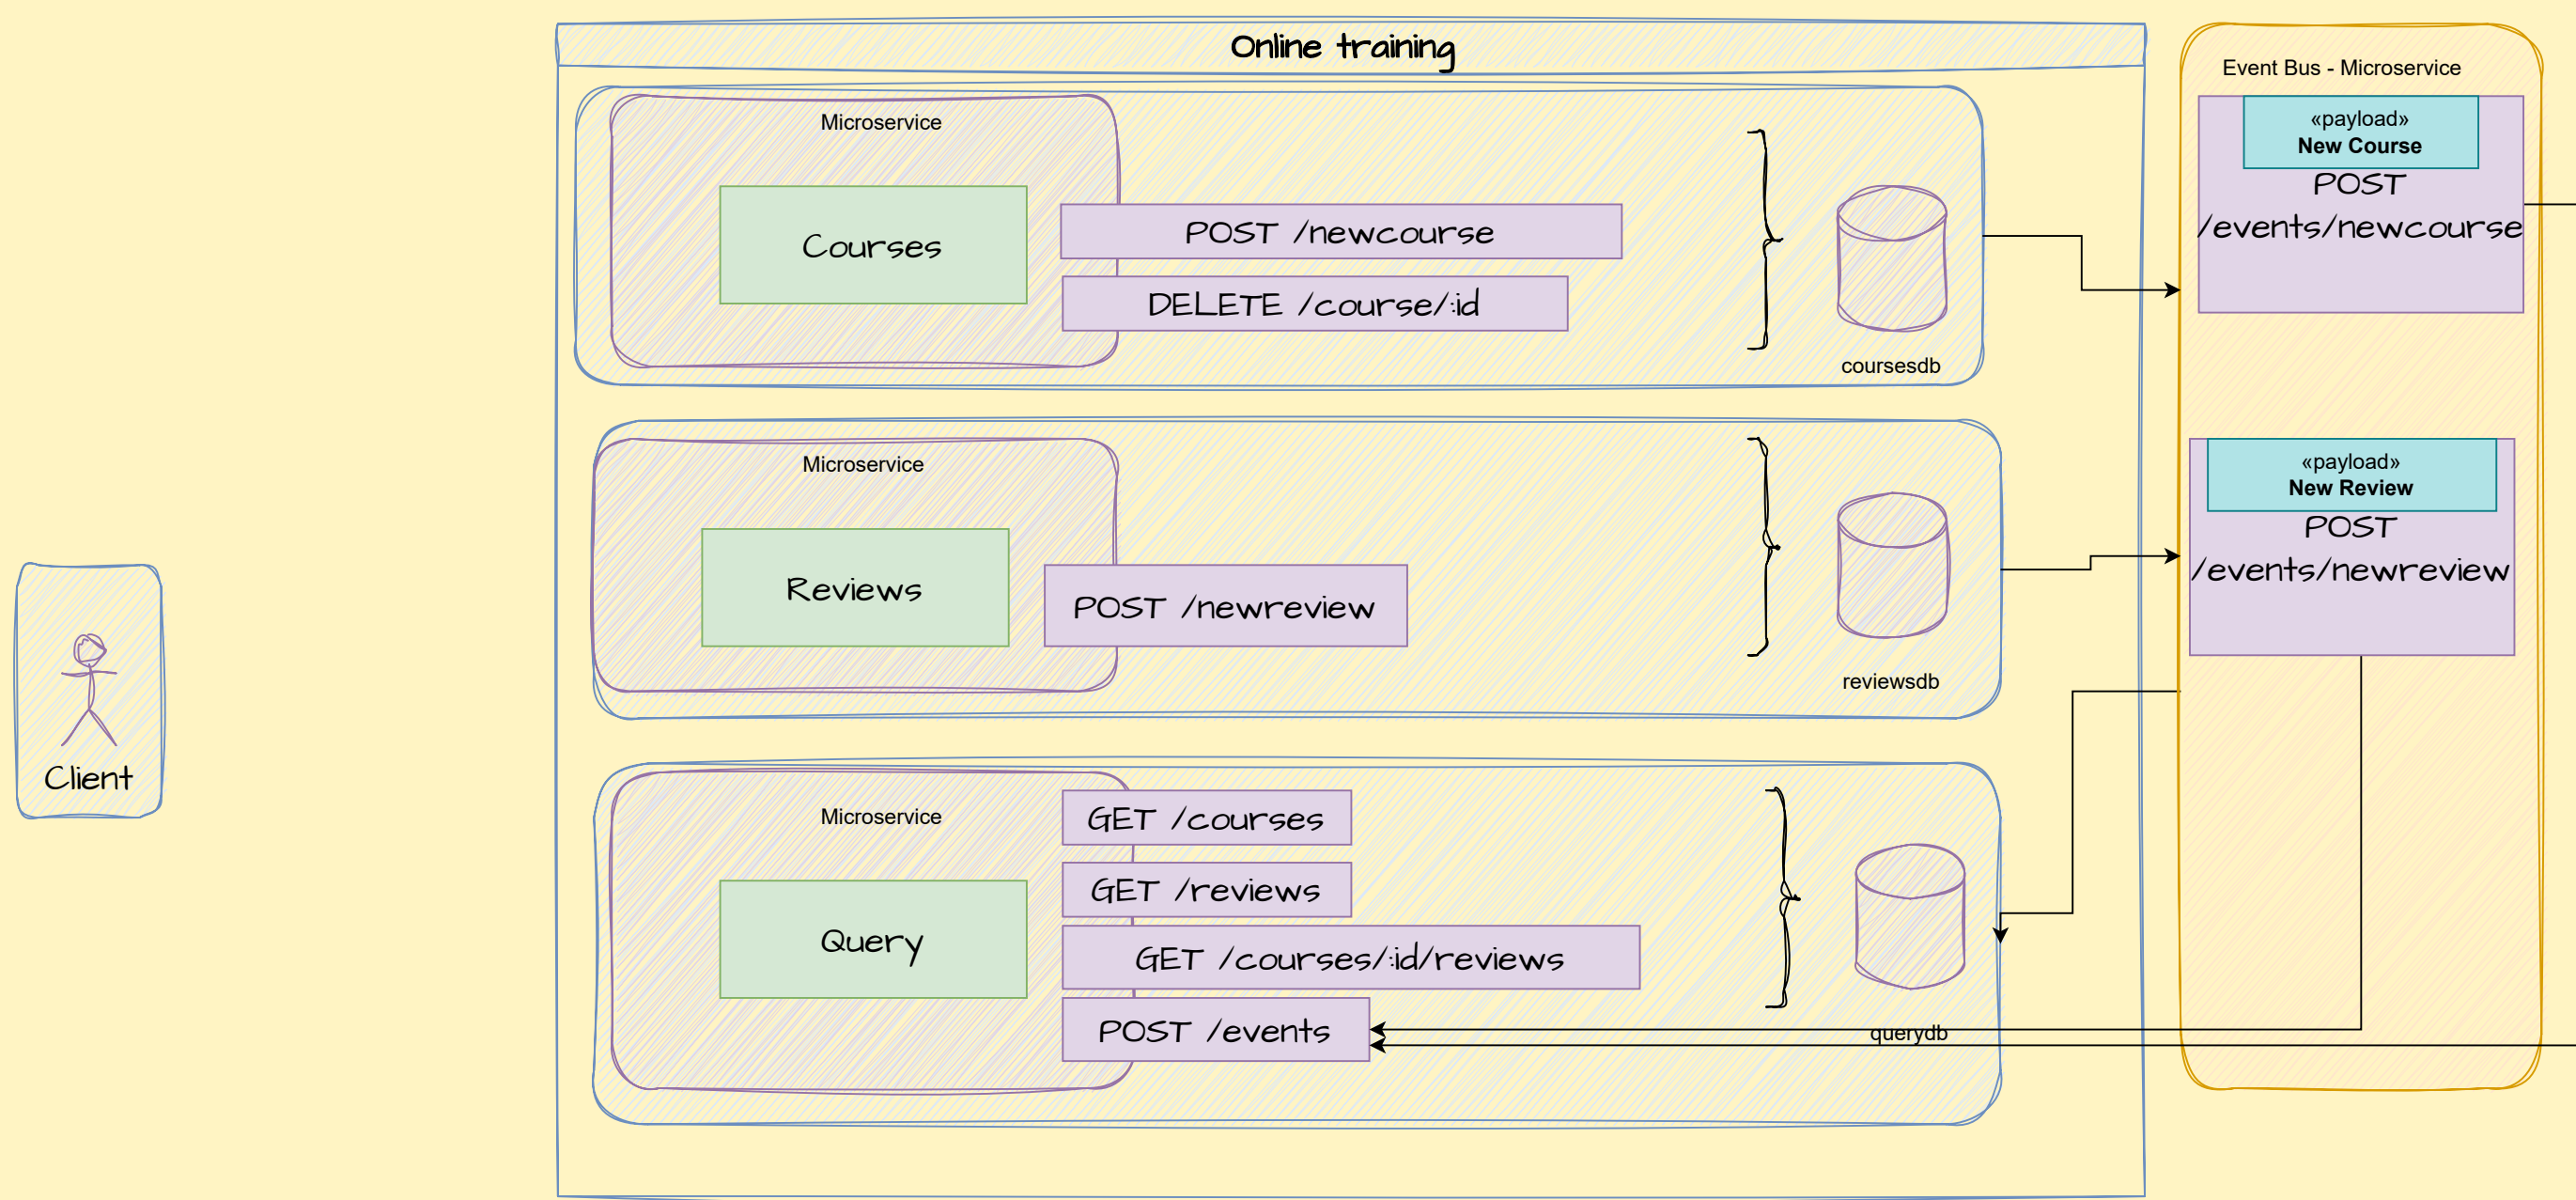 Online training
Microservice
Courses
POST /newcourse
DELETE /course/:id
coursesdb
Microservice
Reviews
POST /newreview
reviewsdb
Client
Microservice
Query
GET /courses
GET /reviews
GET /courses/:id/reviews
POST /events
querydb
Event Bus - Microservice
«payload»
New Course
POST
/events/newcourse
«payload»
New Review
POST
/events/newreview